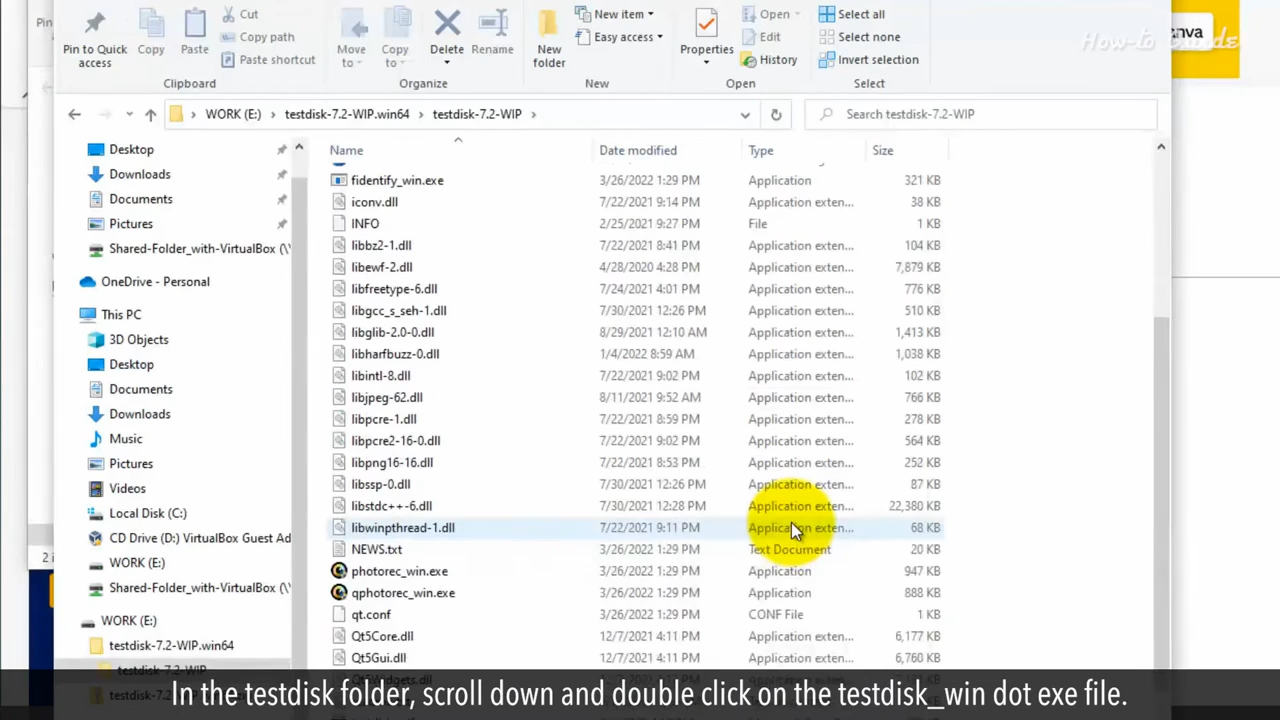 Pin to Quick access
Copy
Paste
Cut
Copy path
Paste shortcut
Clipboard
Move to
Copy to
Delete
Rename
Organize
New folder
New item
Easy access
New
Properties
Open
Edit
History
Open
Select all
Select none
Invert selection
Select
WORK (E:) › testdisk-7.2-WIP.win64 › testdisk-7.2-WIP ›
Search testdisk-7.2-WIP
Desktop
Downloads
Documents
Pictures
Shared-Folder_with-VirtualBox (\\
OneDrive - Personal
This PC
3D Objects
Desktop
Documents
Downloads
Music
Pictures
Videos
Local Disk (C:)
CD Drive (D:) VirtualBox Guest Ad
WORK (E:)
Shared-Folder_with-VirtualBox (\\
WORK (E:)
testdisk-7.2-WIP.win64
testdisk-7.2-WIP
Name Date modified Type Size
fidentify_win.exe 3/26/2022 1:29 PM Application 321 KB
iconv.dll 7/22/2021 9:14 PM Application exten... 38 KB
INFO 2/25/2021 9:27 PM File 1 KB
libbz2-1.dll 7/22/2021 8:41 PM Application exten... 104 KB
libewf-2.dll 4/28/2020 4:28 PM Application exten... 7,879 KB
libfreetype-6.dll 7/24/2021 4:01 PM Application exten... 776 KB
libgcc_s_seh-1.dll 7/30/2021 12:26 PM Application exten... 510 KB
libglib-2.0-0.dll 8/29/2021 12:10 AM Application exten... 1,413 KB
libharfbuzz-0.dll 1/4/2022 8:59 AM Application exten... 1,038 KB
libintl-8.dll 7/22/2021 9:02 PM Application exten... 102 KB
libjpeg-62.dll 8/11/2021 9:52 AM Application exten... 766 KB
libpcre-1.dll 7/22/2021 8:59 PM Application exten... 419 KB
libpcre2-16-0.dll 7/22/2021 9:02 PM Application exten... 564 KB
libpng16-16.dll 7/22/2021 8:53 PM Application exten... 252 KB
libssp-0.dll 7/30/2021 12:26 PM Application exten... 87 KB
libstdc++-6.dll 7/30/2021 12:28 PM Application exten... 22,380 KB
libwinpthread-1.dll 7/22/2021 9:11 PM Application exten... 68 KB
NEWS.txt 3/26/2022 1:29 PM Text Document 20 KB
photorec_win.exe 3/26/2022 1:29 PM Application 947 KB
qphotorec_win.exe 3/26/2022 1:29 PM Application 888 KB
qt.conf 3/26/2022 1:29 PM CONF File 1 KB
Qt5Core.dll 12/7/2021 4:11 PM Application exten... 6,177 KB
Qt5Gui.dll 12/7/2021 4:11 PM Application exten... 6,760 KB
In the testdisk folder, scroll down and double click on the testdisk_win dot exe file.